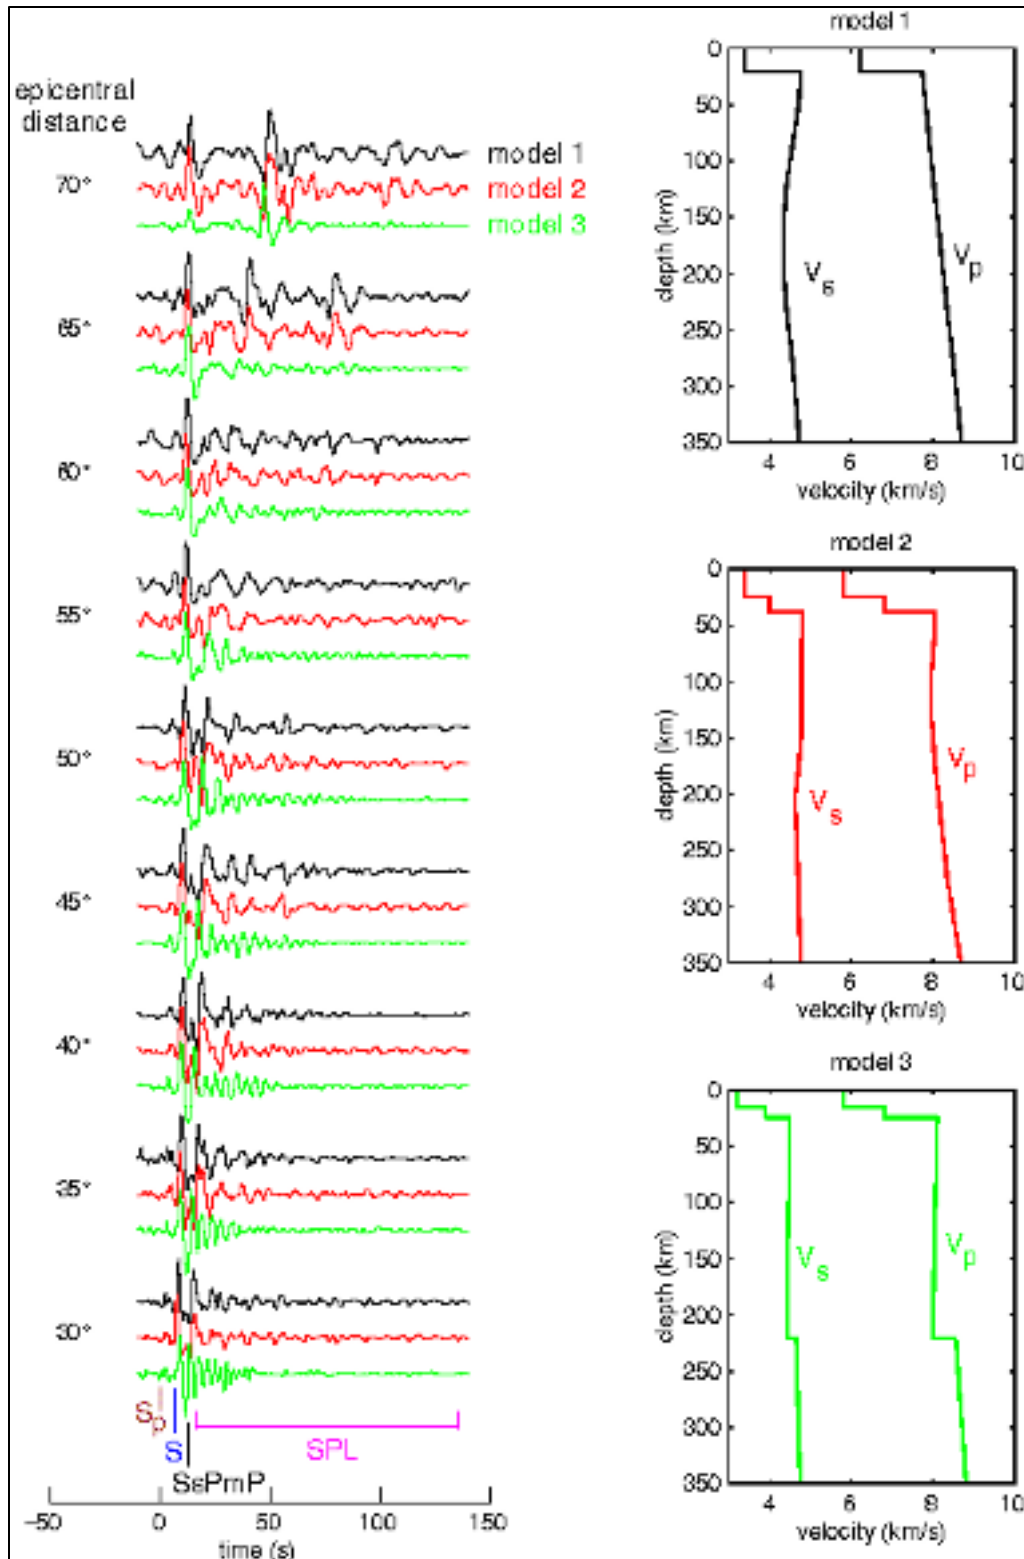 epicentral
distance
70°
65°
60°
55°
50°
45°
40°
35°
30°
model 1
model 2
model 3
Sp
S
SsPmP
SPL
−50 0 50 100 150
time (s)
model 1
0
50
100
150
200
250
300
350
depth (km)
Vs
Vp
4 6 8 10
velocity (km/s)
model 2
0
50
100
150
200
250
300
350
depth (km)
Vs
Vp
4 6 8 10
velocity (km/s)
model 3
0
50
100
150
200
250
300
350
depth (km)
Vs
Vp
4 6 8 10
velocity (km/s)